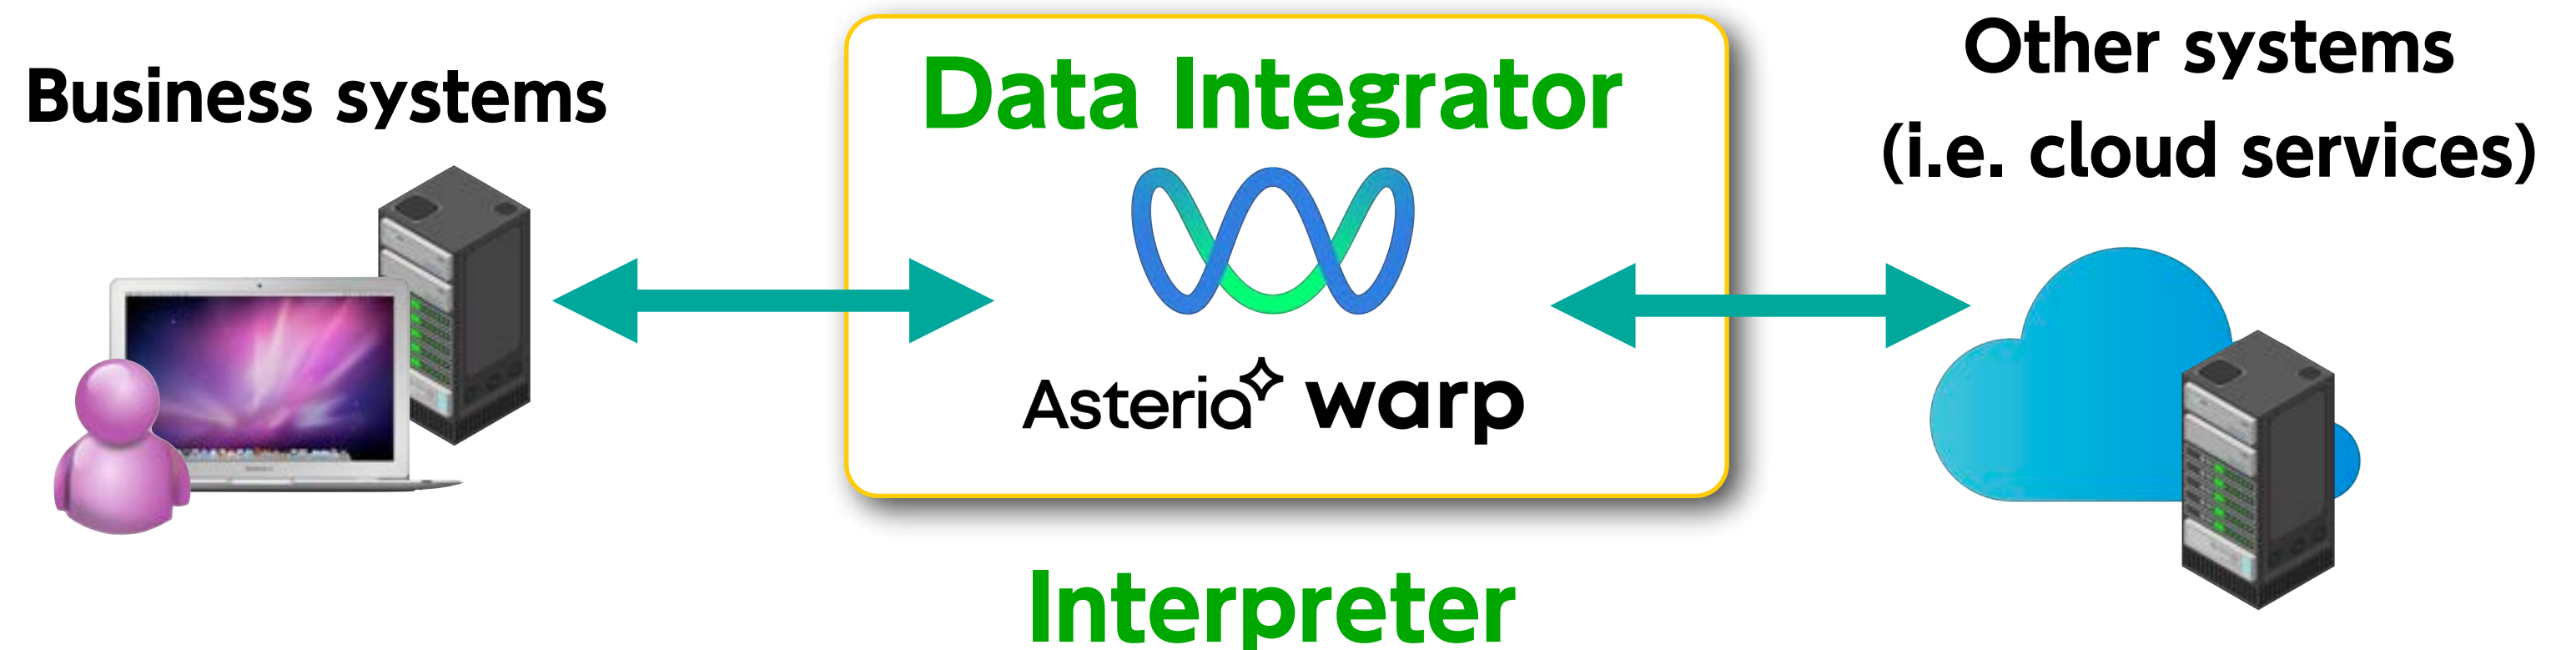 Business systems
Data Integrator
Asteria warp
Interpreter
Other systems
(i.e. cloud services)